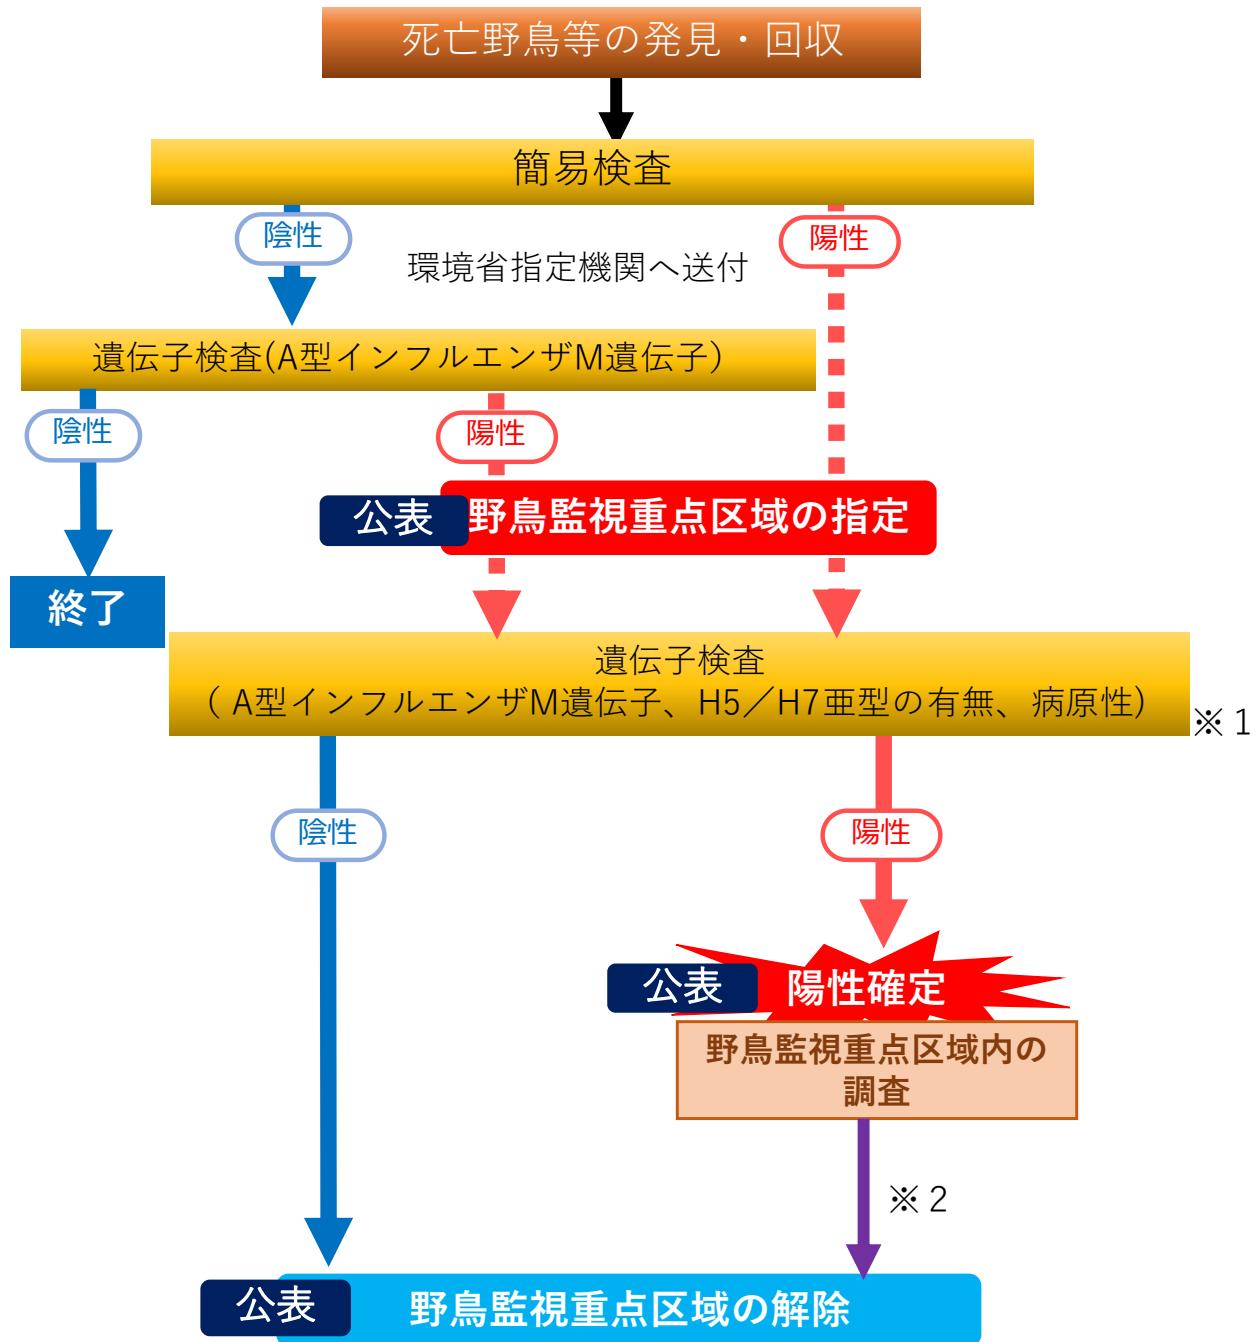 死亡野鳥等の発見・回収
簡易検査
陰性
陽性
環境省指定機関へ送付
遺伝子検査(A型インフルエンザM遺伝子)
陰性
陽性
公表
野鳥監視重点区域の指定
終了
遺伝子検査
( A型インフルエンザM遺伝子、H5／H7亜型の有無、病原性)
※1
陰性
陽性
公表
陽性確定
野鳥監視重点区域内の
調査
※2
公表
野鳥監視重点区域の解除